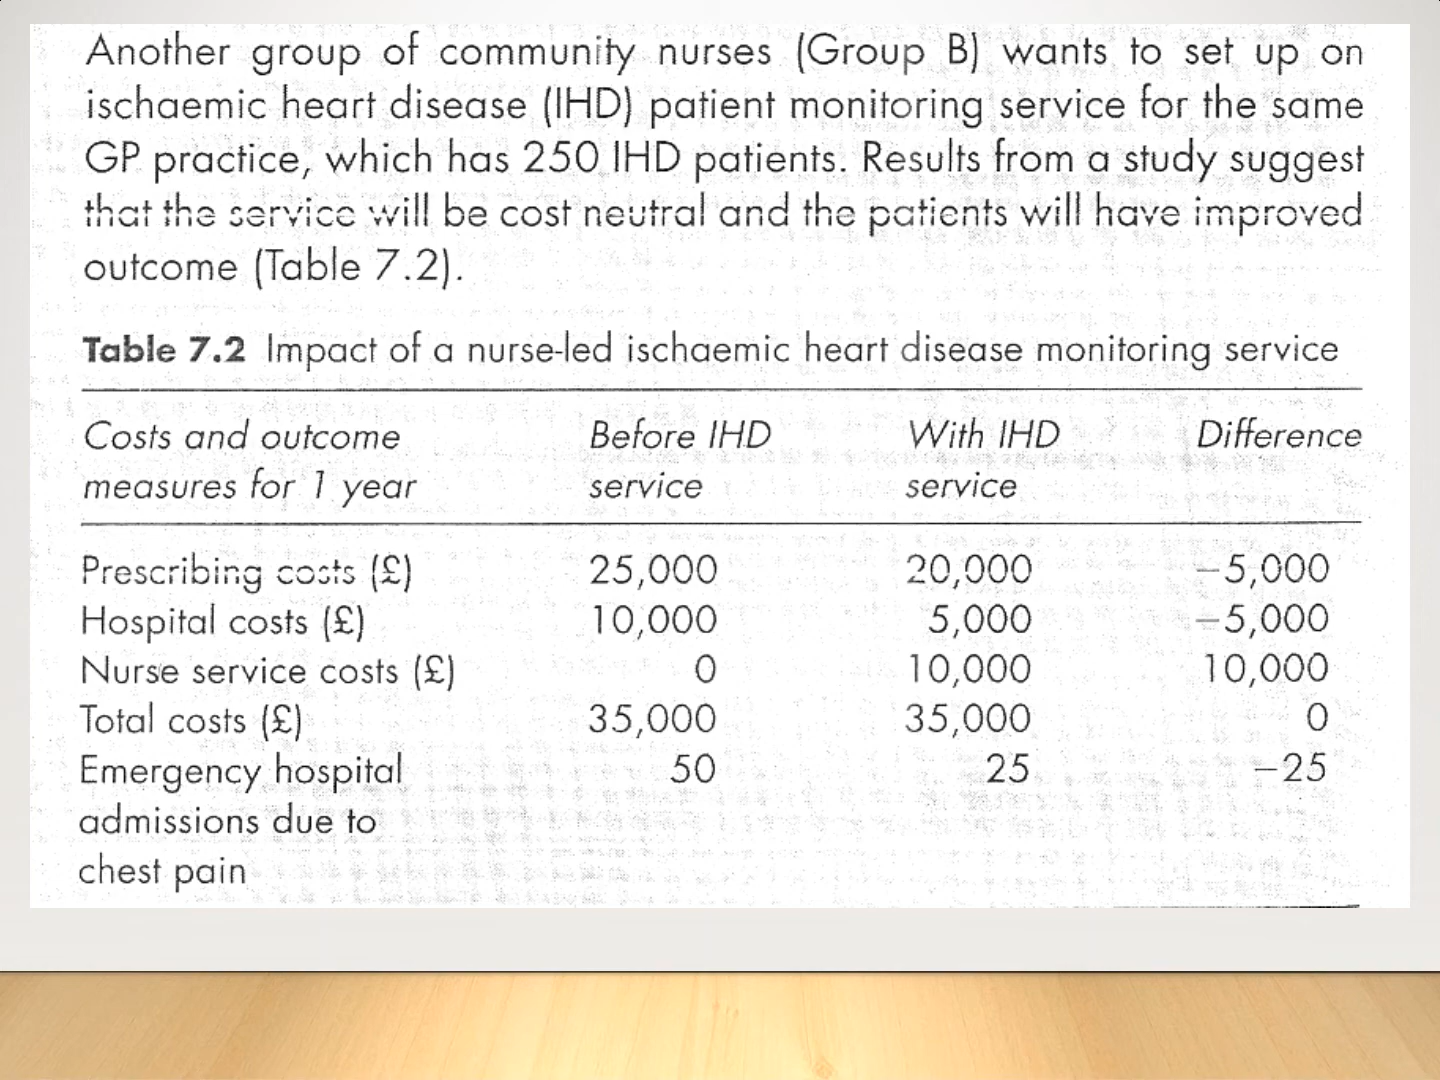 Another group of community nurses (Group B) wants to set up on
ischaemic heart disease (IHD) patient monitoring service for the same
GP practice, which has 250 IHD patients. Results from a study suggest
that the service will be cost neutral and the patients will have improved
outcome (Table 7.2).
Table 7.2 Impact of a nurse-led ischaemic heart disease monitoring service
Costs and outcome Before IHD With IHD Difference
measures for 1 year service service
Prescribing costs (£) 25,000 20,000 −5,000
Hospital costs (£) 10,000 5,000 −5,000
Nurse service costs (£) 0 10,000 10,000
Total costs (£) 35,000 35,000 0
Emergency hospital 50 25 −25
admissions due to
chest pain